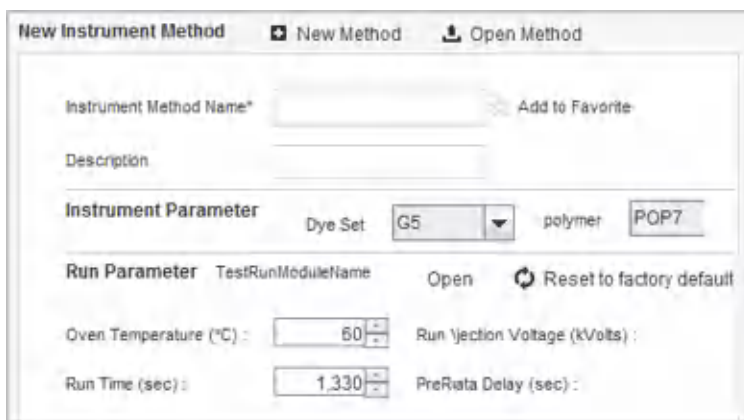 New Instrument Method New Method Open Method
Instrument Method Name* Add to Favorite
Description
Instrument Parameter Dye Set G5 polymer POP7
Run Parameter TestRunModuleName Open Reset to factory default
Oven Temperature (°C) : 60 Run Vjection Voltage (kVolts) :
Run Time (sec) : 1,330 PreRata Delay (sec) :